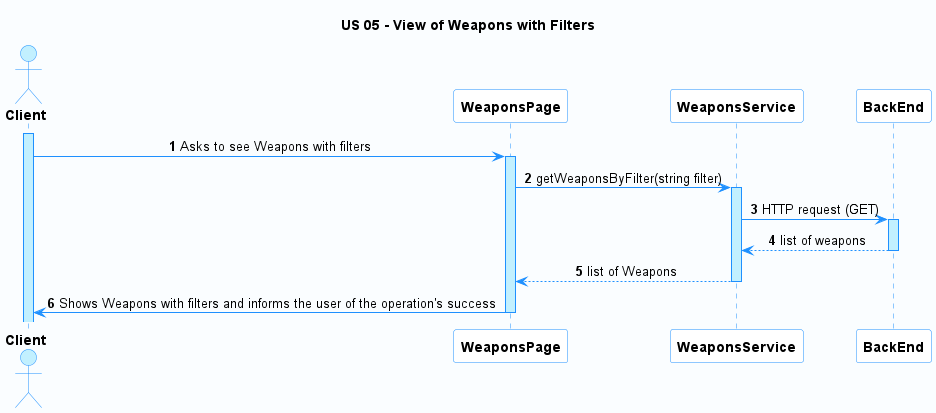 US 05 - View of Weapons with Filters
Client
WeaponsPage
WeaponsService
BackEnd
1 Asks to see Weapons with filters
2 getWeaponsByFilter(string filter)
3 HTTP request (GET)
4 list of weapons
5 list of Weapons
6 Shows Weapons with filters and informs the user of the operation's success
Client
WeaponsPage
WeaponsService
BackEnd